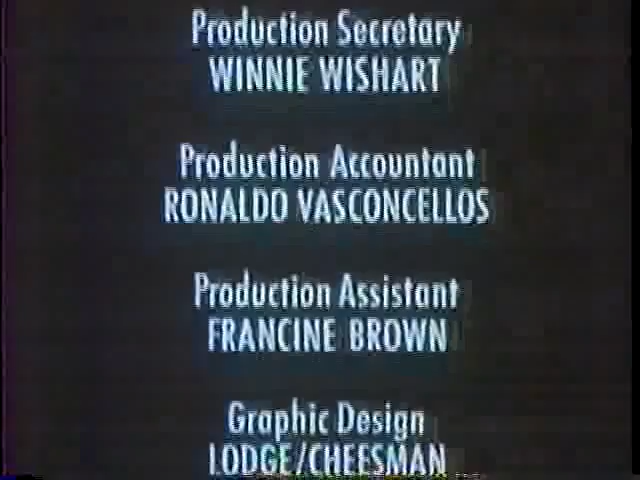 Production Secretary
WINNIE WISHART
Production Accountant
RONALDO VASCONCELLOS
Production Assistant
FRANCINE BROWN
Graphic Design
LODGE/CHEESMAN